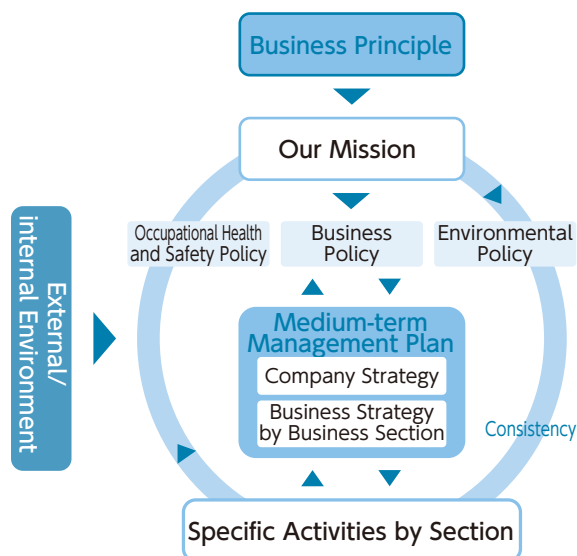 Business Principle
Our Mission
External/
internal Environment
Occupational Health
and Safety Policy
Business
Policy
Environmental
Policy
Medium-term
Management Plan
Company Strategy
Business Strategy
by Business Section
Consistency
Specific Activities by Section